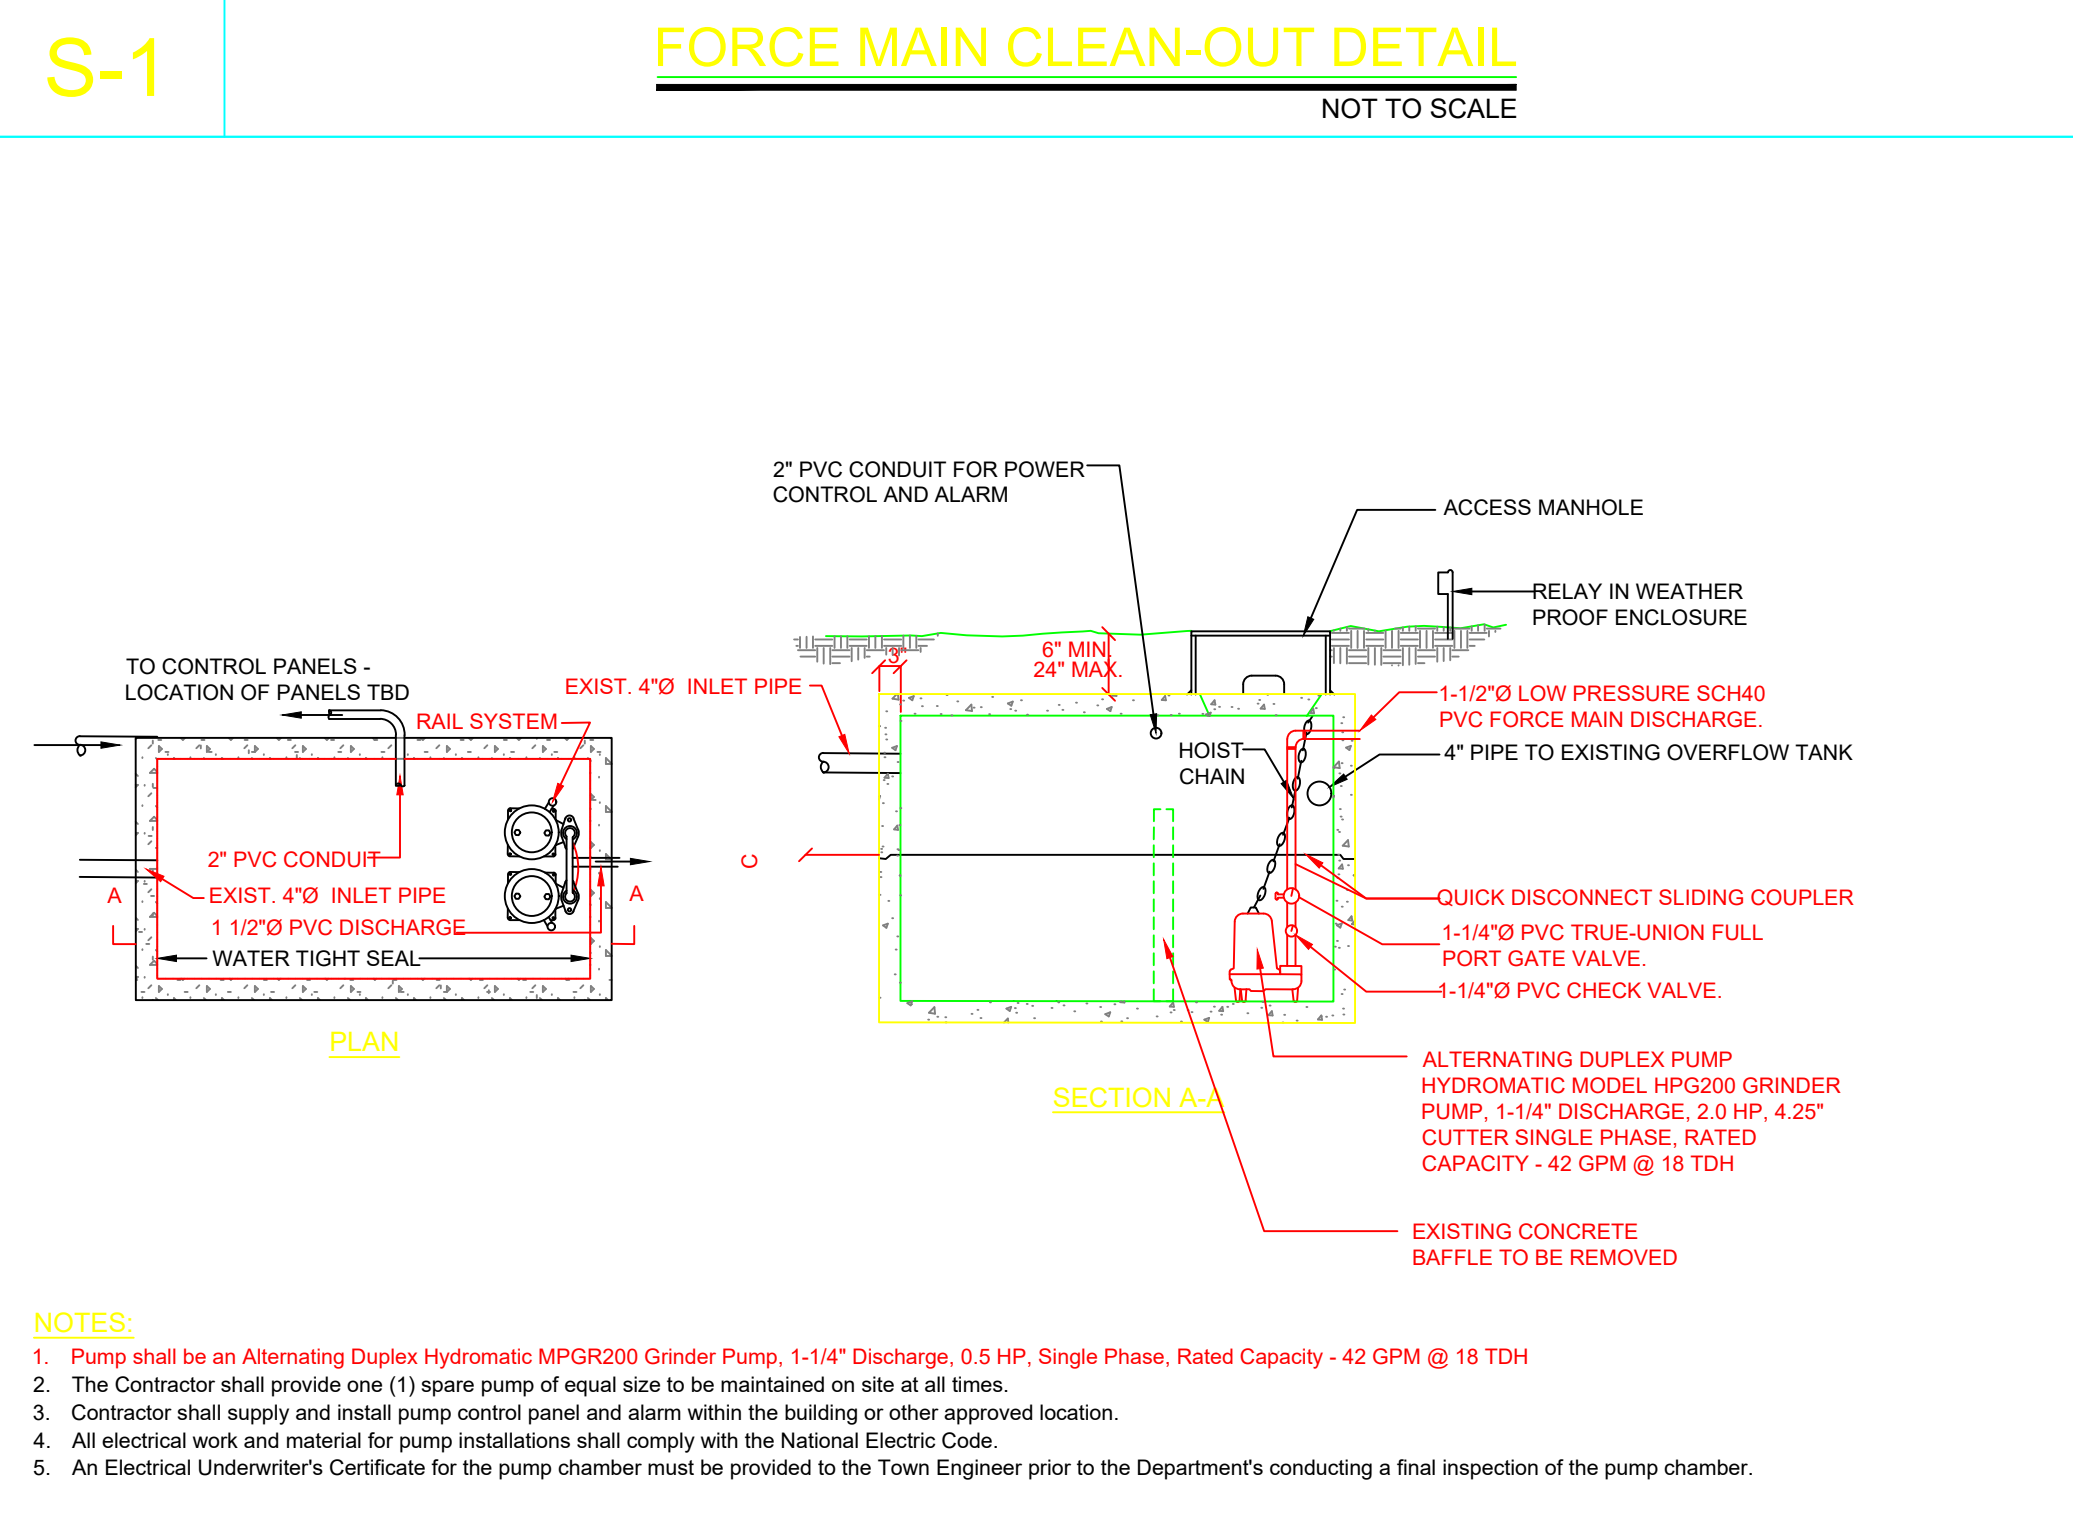 S-1
FORCE MAIN CLEAN-OUT DETAIL
NOT TO SCALE
2" PVC CONDUIT FOR POWER
CONTROL AND ALARM
ACCESS MANHOLE
RELAY IN WEATHER
PROOF ENCLOSURE
3"
6" MIN.
24" MAX.
TO CONTROL PANELS -
LOCATION OF PANELS TBD
EXIST. 4"Ø  INLET PIPE
RAIL SYSTEM
1-1/2"Ø LOW PRESSURE SCH40
PVC FORCE MAIN DISCHARGE.
HOIST
CHAIN
4" PIPE TO EXISTING OVERFLOW TANK
2" PVC CONDUIT
C
EXIST. 4"Ø  INLET PIPE
A
A
1 1/2"Ø PVC DISCHARGE
WATER TIGHT SEAL
QUICK DISCONNECT SLIDING COUPLER
1-1/4"Ø PVC TRUE-UNION FULL
PORT GATE VALVE.
1-1/4"Ø PVC CHECK VALVE.
PLAN
SECTION A-A
ALTERNATING DUPLEX PUMP
HYDROMATIC MODEL HPG200 GRINDER
PUMP, 1-1/4" DISCHARGE, 2.0 HP, 4.25"
CUTTER SINGLE PHASE, RATED
CAPACITY - 42 GPM @ 18 TDH
EXISTING CONCRETE
BAFFLE TO BE REMOVED
NOTES:
1. Pump shall be an Alternating Duplex Hydromatic MPGR200 Grinder Pump, 1-1/4" Discharge, 0.5 HP, Single Phase, Rated Capacity - 42 GPM @ 18 TDH
2. The Contractor shall provide one (1) spare pump of equal size to be maintained on site at all times.
3. Contractor shall supply and install pump control panel and alarm within the building or other approved location.
4. All electrical work and material for pump installations shall comply with the National Electric Code.
5. An Electrical Underwriter's Certificate for the pump chamber must be provided to the Town Engineer prior to the Department's conducting a final inspection of the pump chamber.